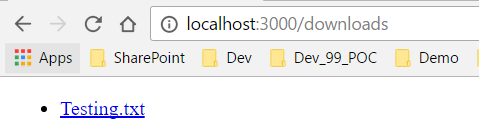 localhost:3000/downloads
Apps SharePoint Dev Dev_99_POC Demo
Testing.txt